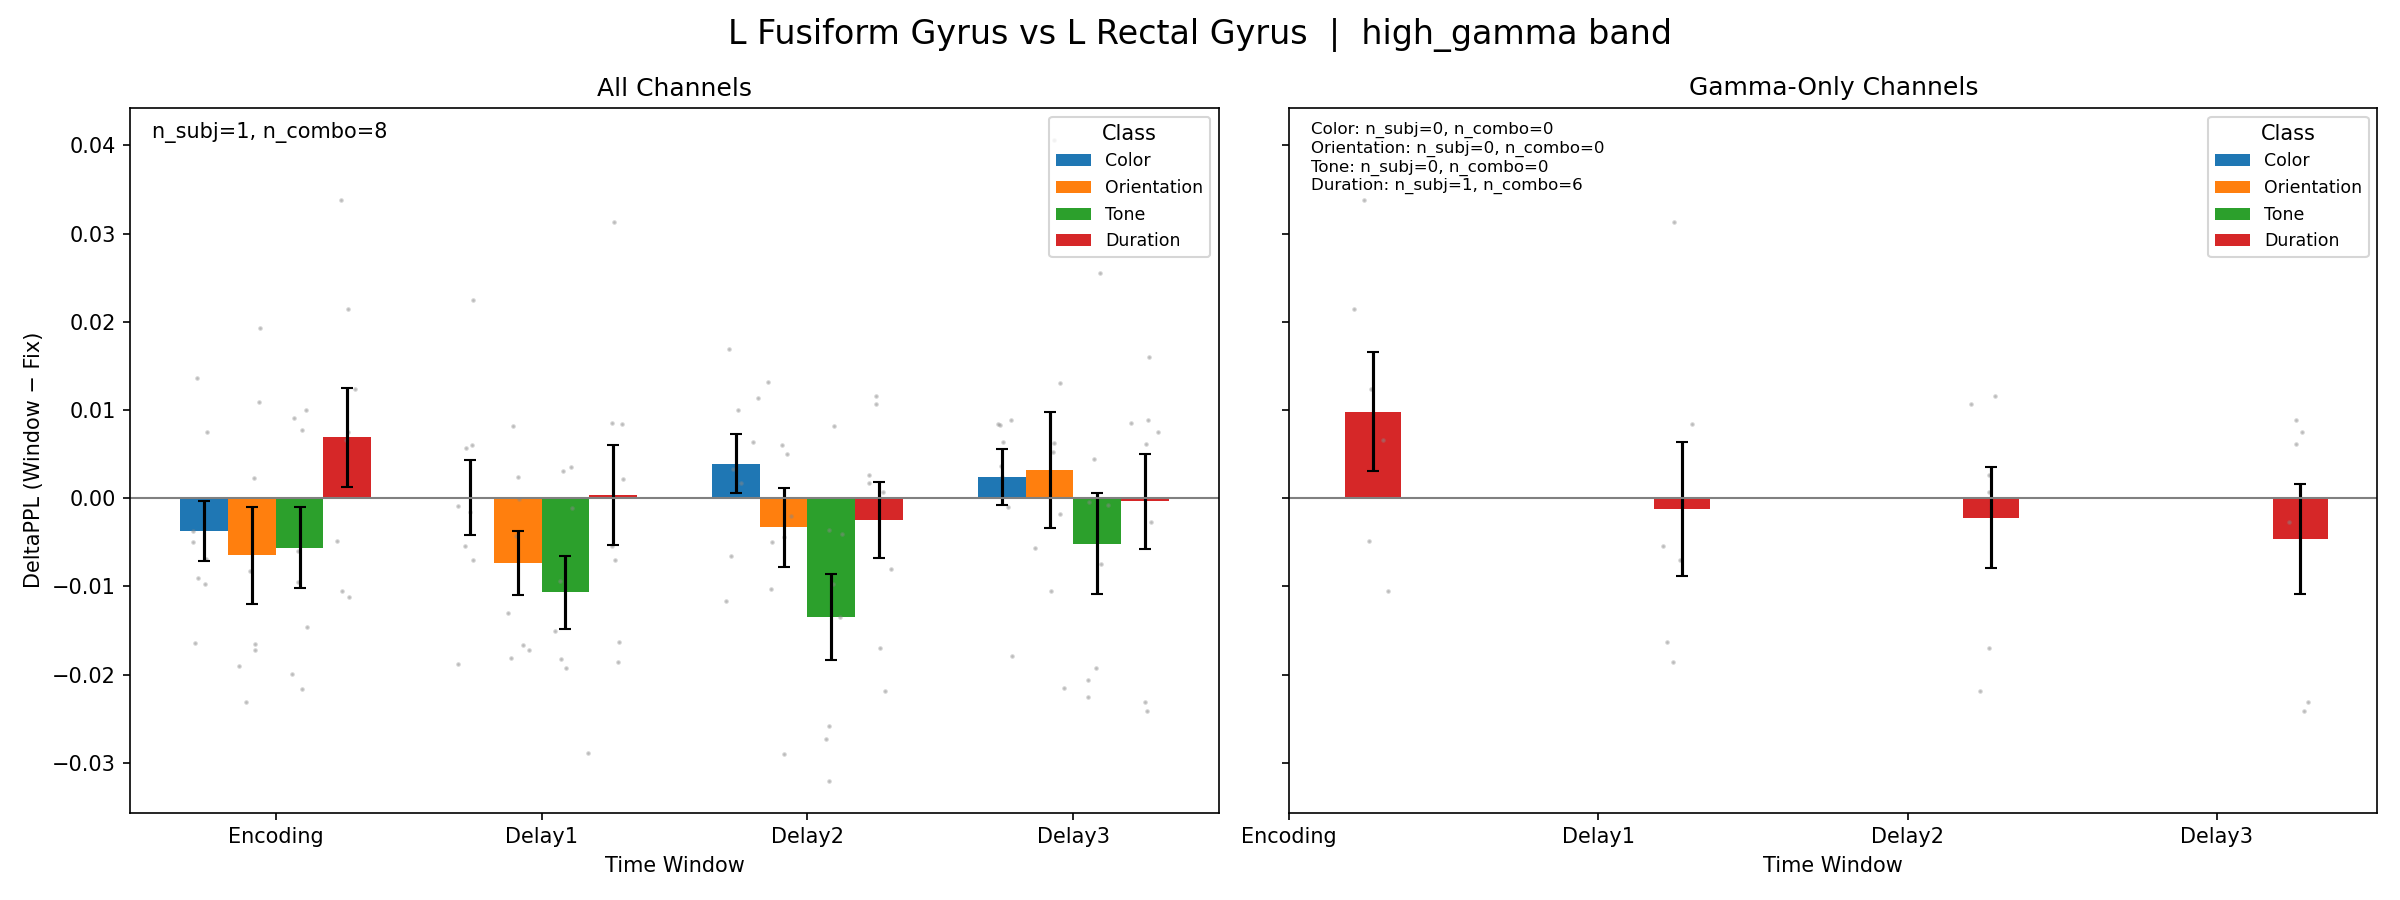 L Fusiform Gyrus vs L Rectal Gyrus | high_gamma band
All Channels
n_subj=1, n_combo=8
Class
Color
Orientation
Tone
Duration
0.04
0.03
0.02
0.01
0.00
−0.01
−0.02
−0.03
DeltaPPL (Window − Fix)
Encoding
Delay1
Delay2
Delay3
Time Window
Gamma-Only Channels
Color: n_subj=0, n_combo=0
Orientation: n_subj=0, n_combo=0
Tone: n_subj=0, n_combo=0
Duration: n_subj=1, n_combo=6
Class
Color
Orientation
Tone
Duration
Encoding
Delay1
Delay2
Delay3
Time Window